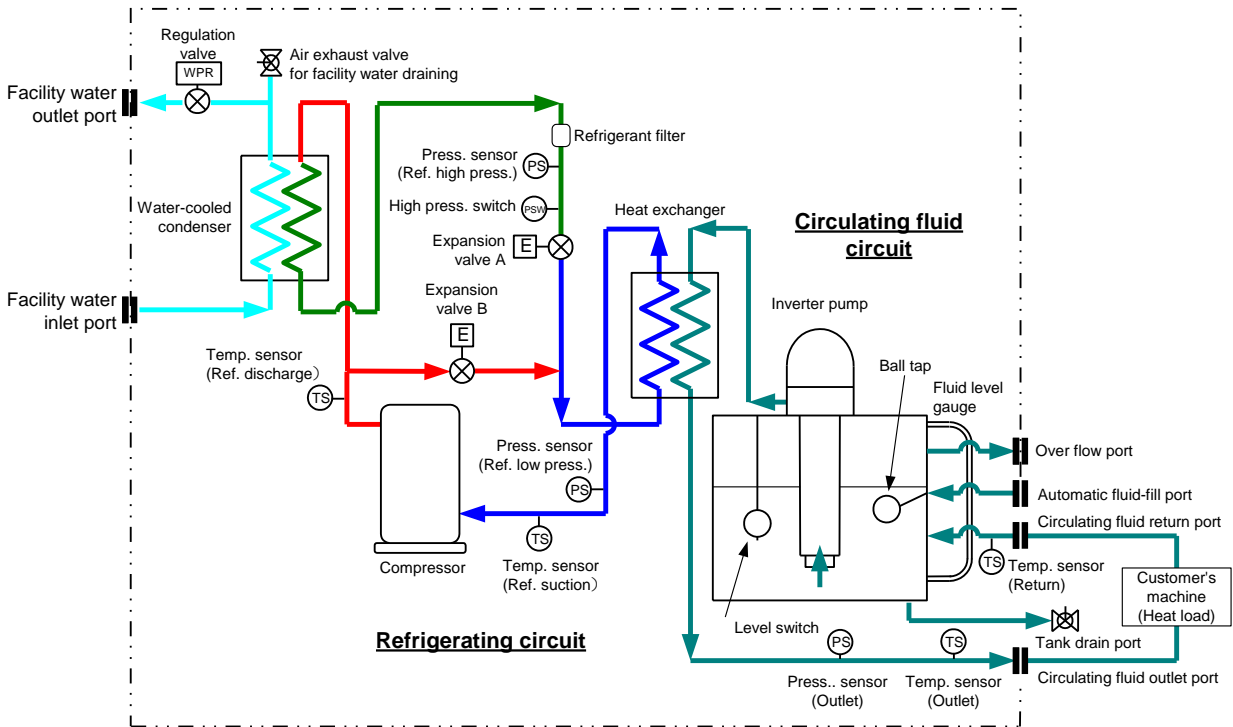 Regulation
valve
WPR
Air exhaust valve
for facility water draining
Facility water
outlet port
Refrigerant filter
Press. sensor
(Ref. high press.)
PS
High press. switch
PSW
Water-cooled
condenser
Heat exchanger
Circulating fluid
circuit
Expansion
valve A
E
Facility water
inlet port
Expansion
valve B
E
Inverter pump
Temp. sensor
(Ref. discharge)
TS
Ball tap
Fluid level
gauge
Press. sensor
(Ref. low press.)
PS
Over flow port
Automatic fluid-fill port
Circulating fluid return port
TS
Temp. sensor
(Return)
TS
Temp. sensor
(Ref. suction)
Compressor
Customer's
machine
(Heat load)
Refrigerating circuit
Level switch
Tank drain port
PS
TS
Press.. sensor
(Outlet)
Temp. sensor
(Outlet)
Circulating fluid outlet port